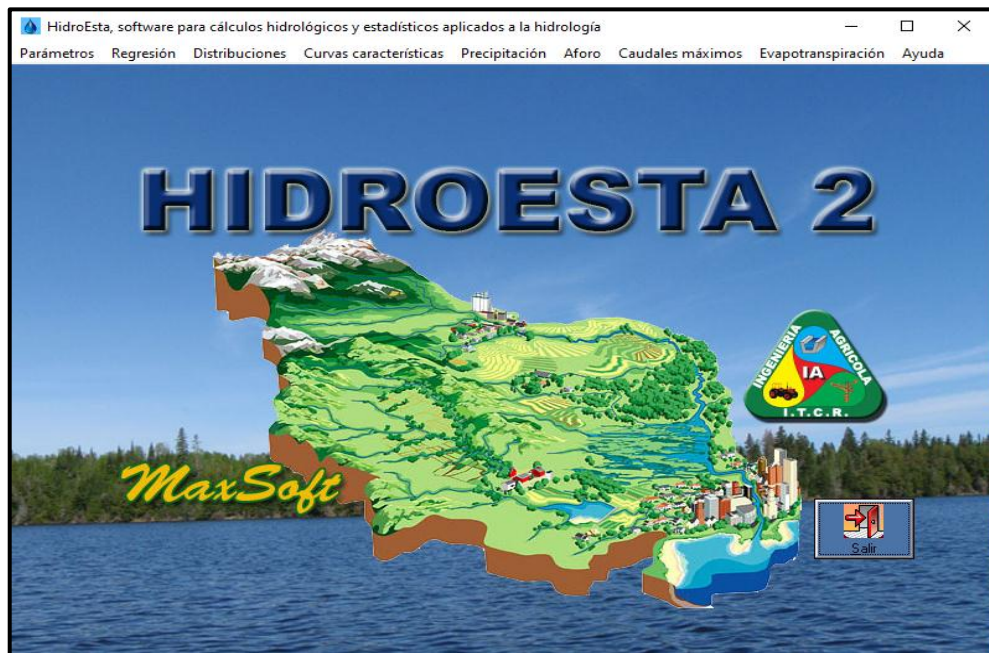 HidroEsta, software para cálculos hidrológicos y estadísticos aplicados a la hidrología
Parámetros Regresión Distribuciones Curvas características Precipitación Aforo Caudales máximos Evapotranspiración Ayuda
HIDROESTA 2
INGENIERIA AGRICOLA
IA
I.T.C.R.
MaxSoft
Salir